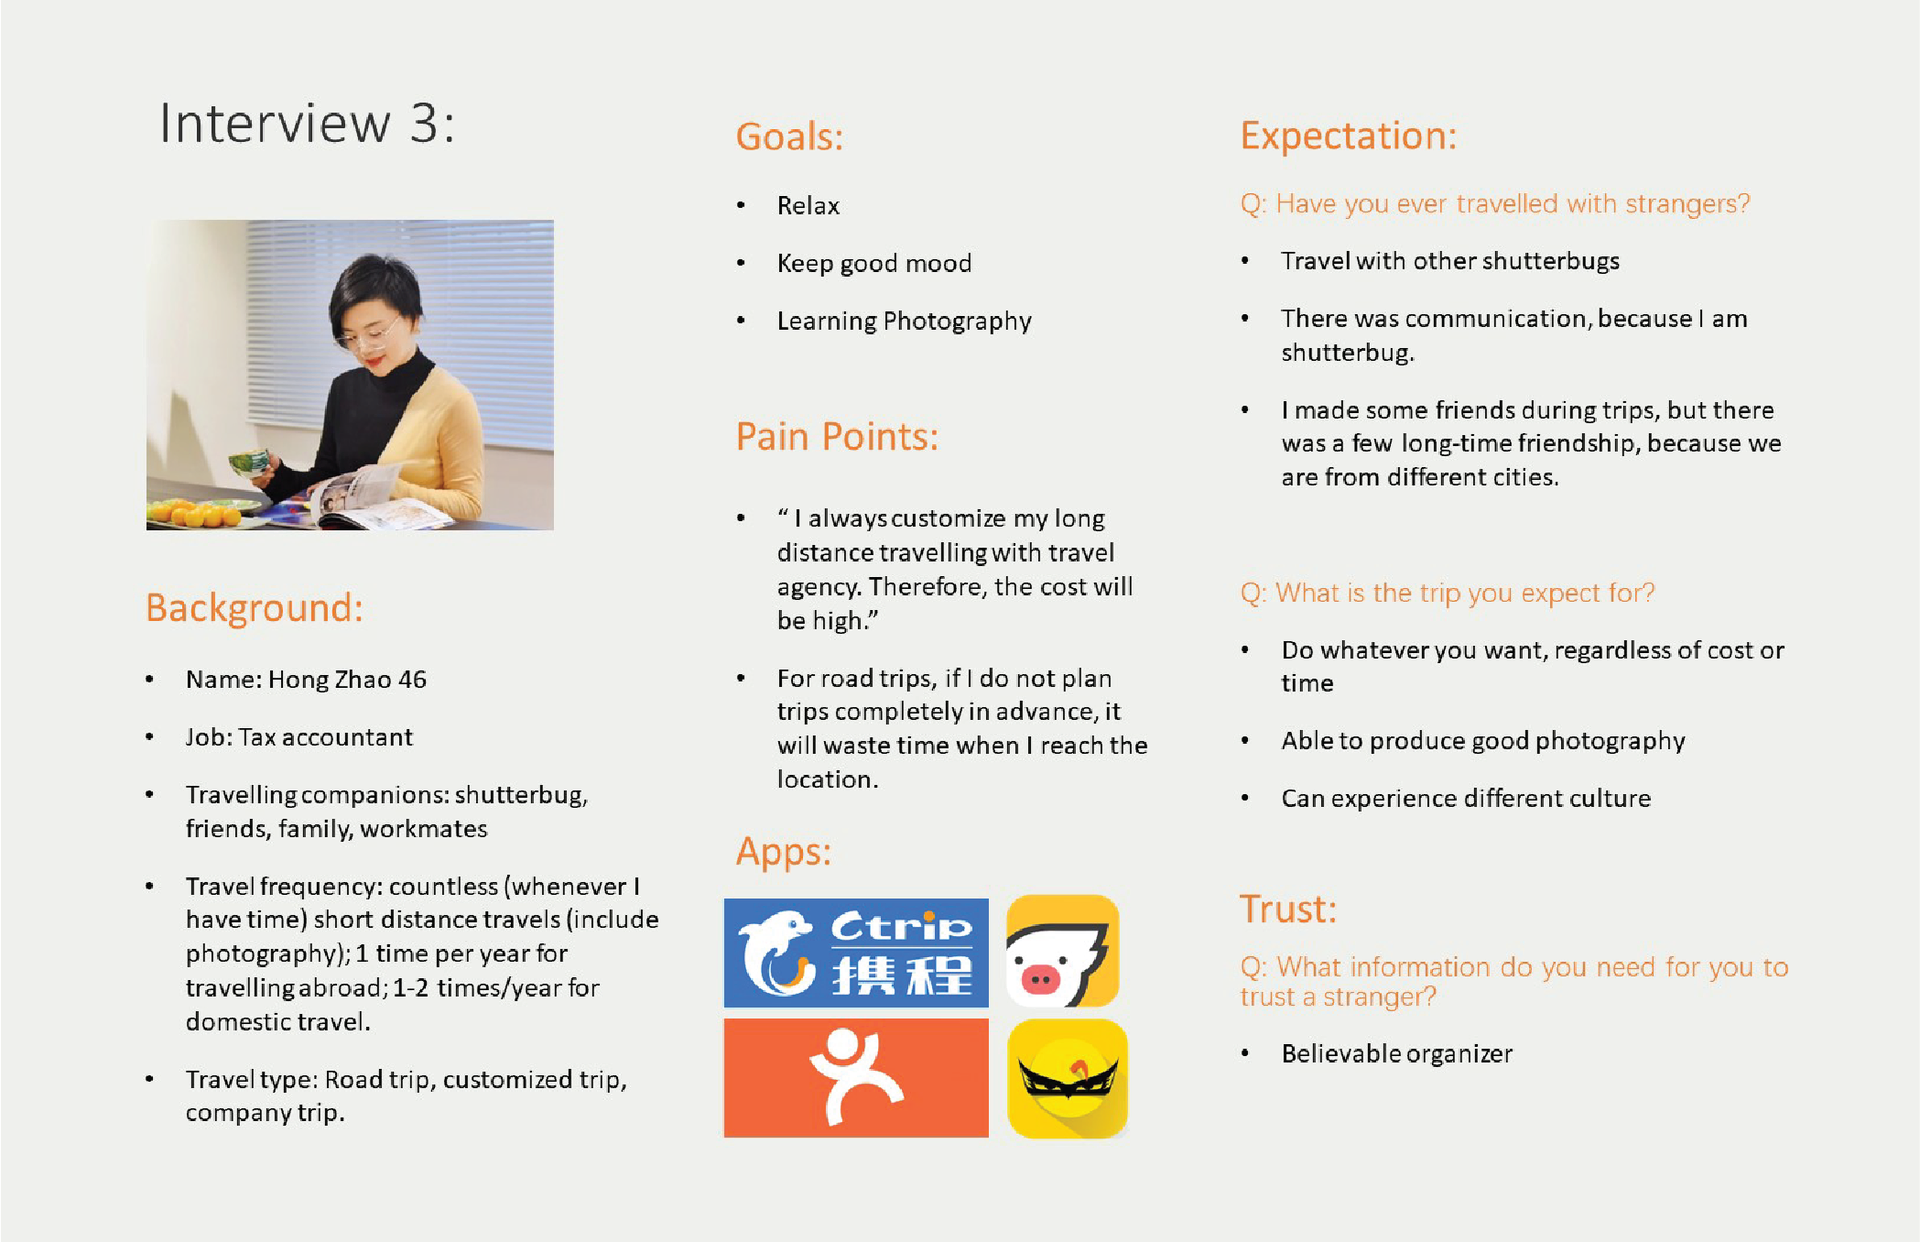 Interview 3:
Background:
• Name: Hong Zhao 46
• Job: Tax accountant
• Travelling companions: shutterbug,
friends, family, workmates
• Travel frequency: countless (whenever I
have time) short distance travels (include
photography); 1 time per year for
travelling abroad; 1-2 times/year for
domestic travel.
• Travel type: Road trip, customized trip,
company trip.
Goals:
• Relax
• Keep good mood
• Learning Photography
Pain Points:
• “ I always customize my long
distance travelling with travel
agency. Therefore, the cost will
be high.”
• For road trips, if I do not plan
trips completely in advance, it
will waste time when I reach the
location.
Apps:
Ctrip
携程
Expectation:
Q: Have you ever travelled with strangers?
• Travel with other shutterbugs
• There was communication, because I am
shutterbug.
• I made some friends during trips, but there
was a few long-time friendship, because we
are from different cities.
Q: What is the trip you expect for?
• Do whatever you want, regardless of cost or
time
• Able to produce good photography
• Can experience different culture
Trust:
Q: What information do you need for you to
trust a stranger?
• Believable organizer